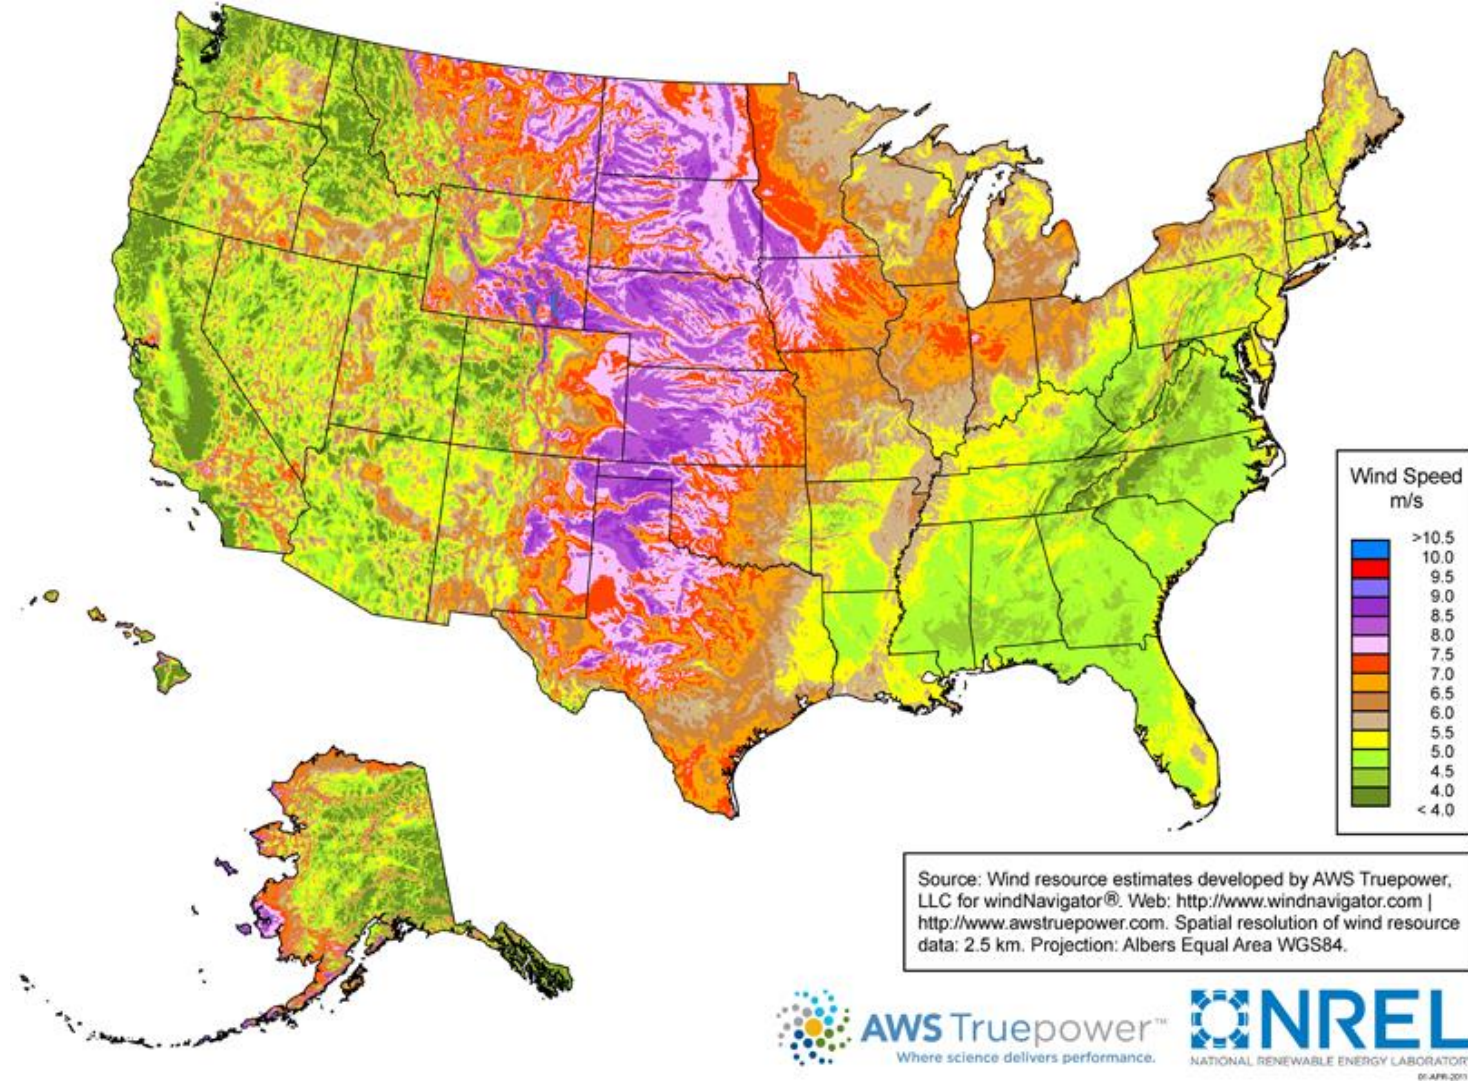 Wind Speed
m/s
>10.5
10.0
9.5
9.0
8.5
8.0
7.5
7.0
6.5
6.0
5.5
5.0
4.5
4.0
< 4.0
Source: Wind resource estimates developed by AWS Truepower,
LLC for windNavigator®. Web: http://www.windnavigator.com |
http://www.awstruepower.com. Spatial resolution of wind resource
data: 2.5 km. Projection: Albers Equal Area WGS84.
AWS Truepower™
Where science delivers performance.
NREL
NATIONAL RENEWABLE ENERGY LABORATOR
01-APR-2011